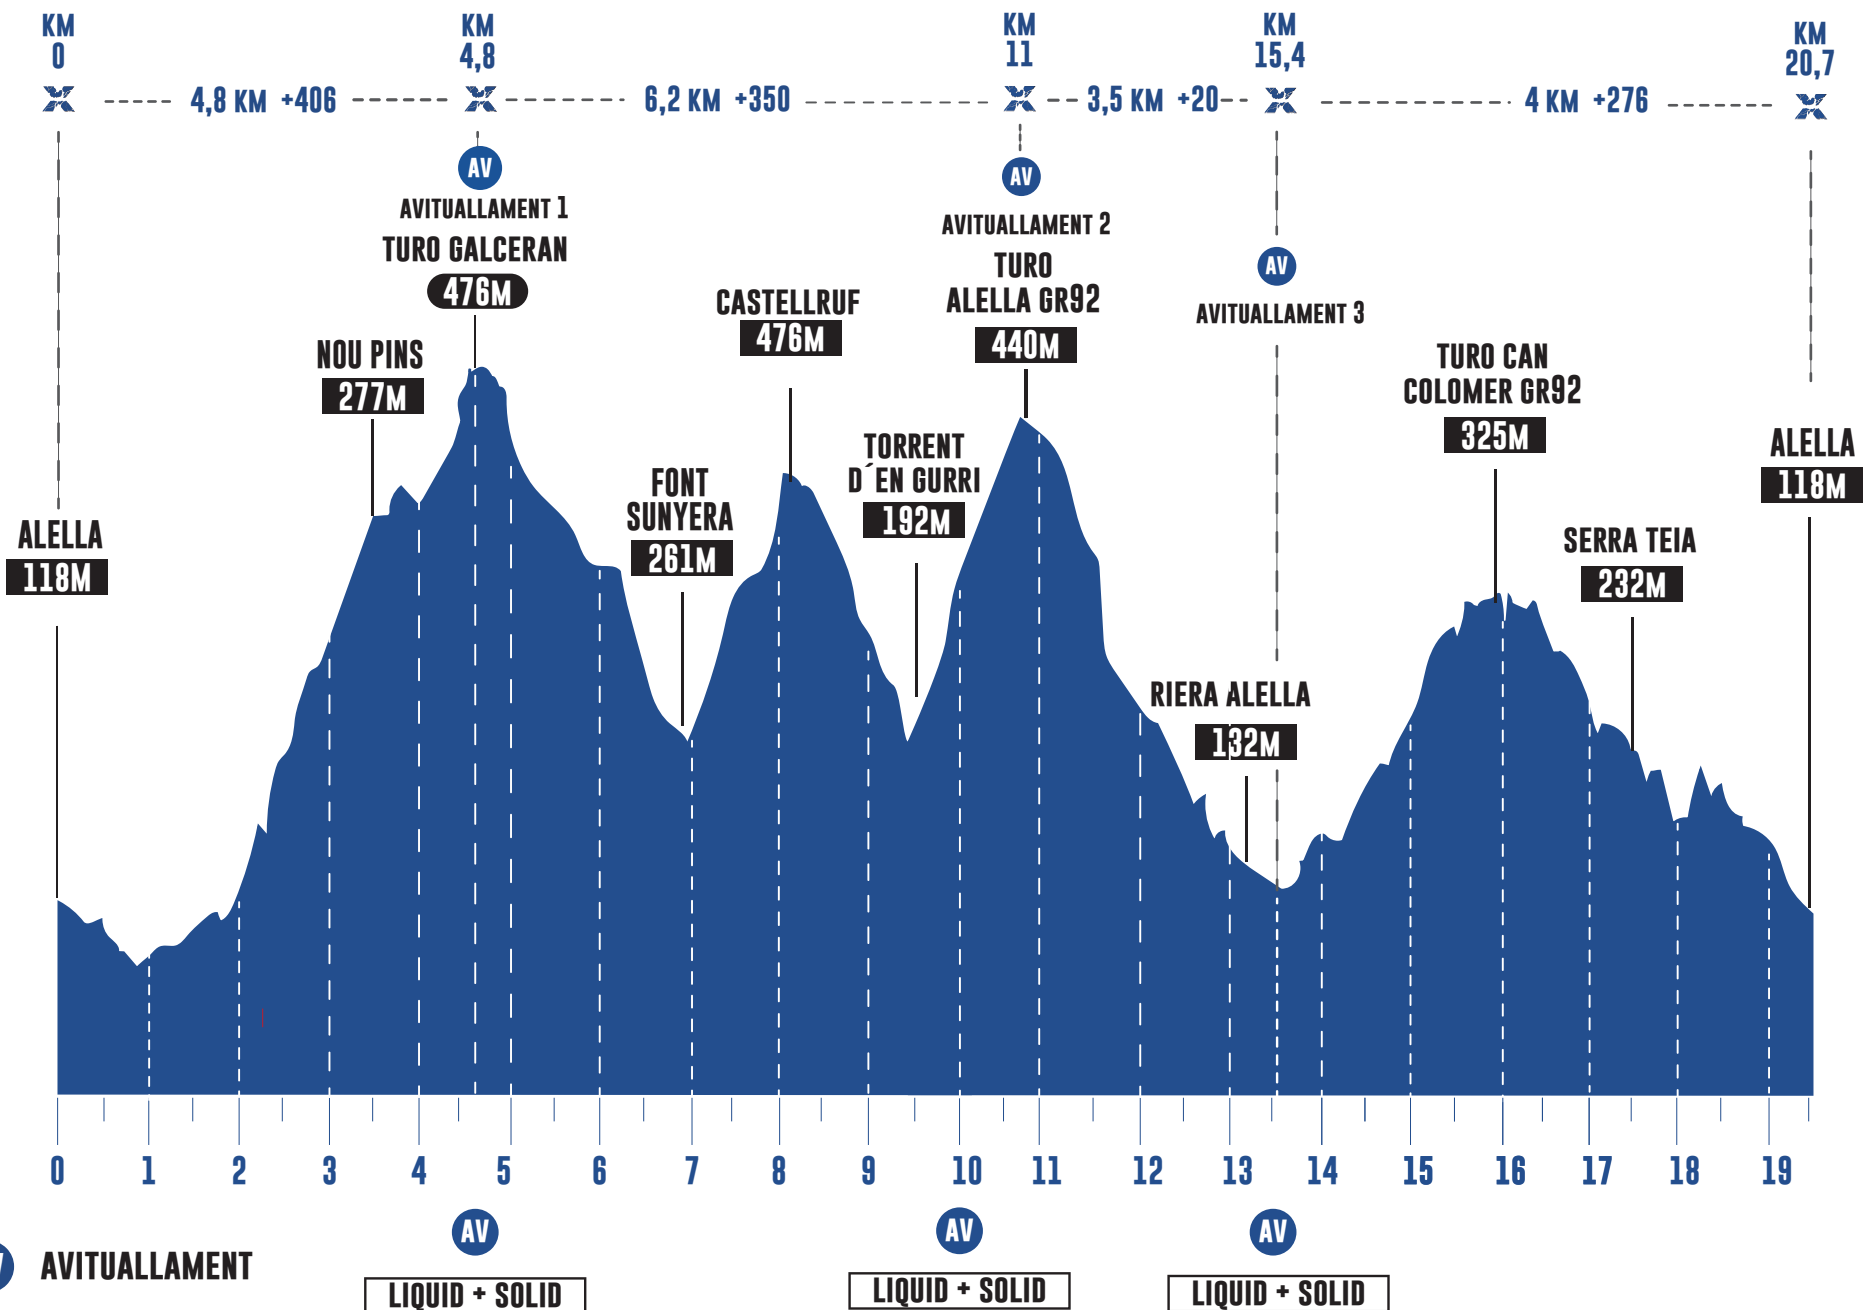 KM
0
KM
4,8
KM
11
KM
15,4
KM
20,7
4,8 KM +406
6,2 KM +350
3,5 KM +20
4 KM +276
AV
AVITUALLAMENT 1
TURO GALCERAN
476M
AV
AVITUALLAMENT 2
TURO
ALELLA GR92
440M
AV
AVITUALLAMENT 3
CASTELLRUF
476M
NOU PINS
277M
TURO CAN
COLOMER GR92
325M
ALELLA
118M
TORRENT
D´EN GURRI
192M
FONT
SUNYERA
261M
ALELLA
118M
SERRA TEIA
232M
RIERA ALELLA
132M
0 1 2 3 4 5 6 7 8 9 10 11 12 13 14 15 16 17 18 19
AV AV AV
AVITUALLAMENT
LIQUID + SOLID
LIQUID + SOLID
LIQUID + SOLID